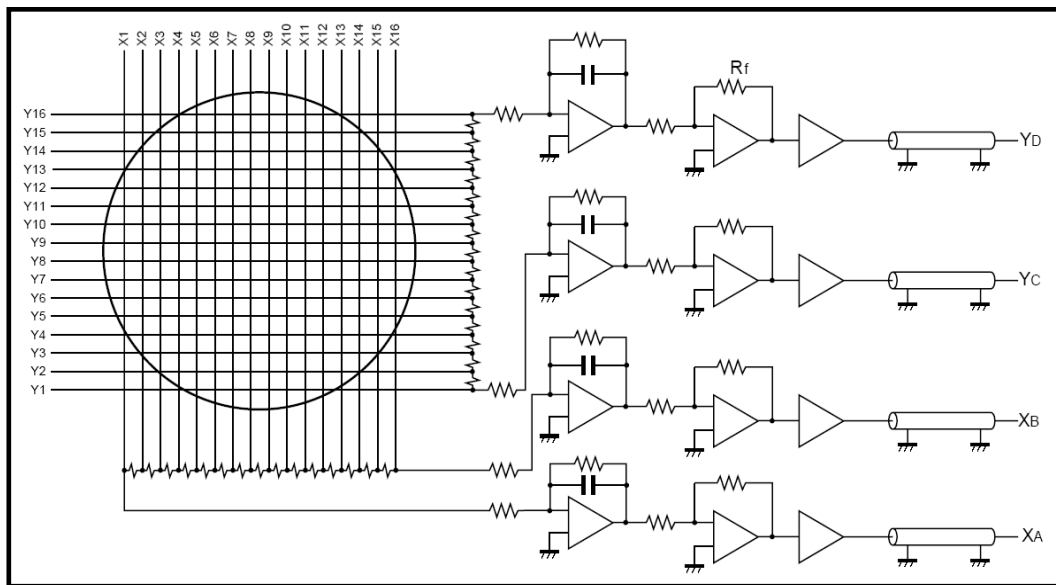 X1 X2 X3 X4 X5 X6 X7 X8 X9 X10 X11 X12 X13 X14 X15 X16
Rf
Y16
YD
Y15
Y14
Y13
Y12
Y11
Y10
Y9
Y8
Y7
YC
Y6
Y5
Y4
Y3
Y2
Y1
XB
XA